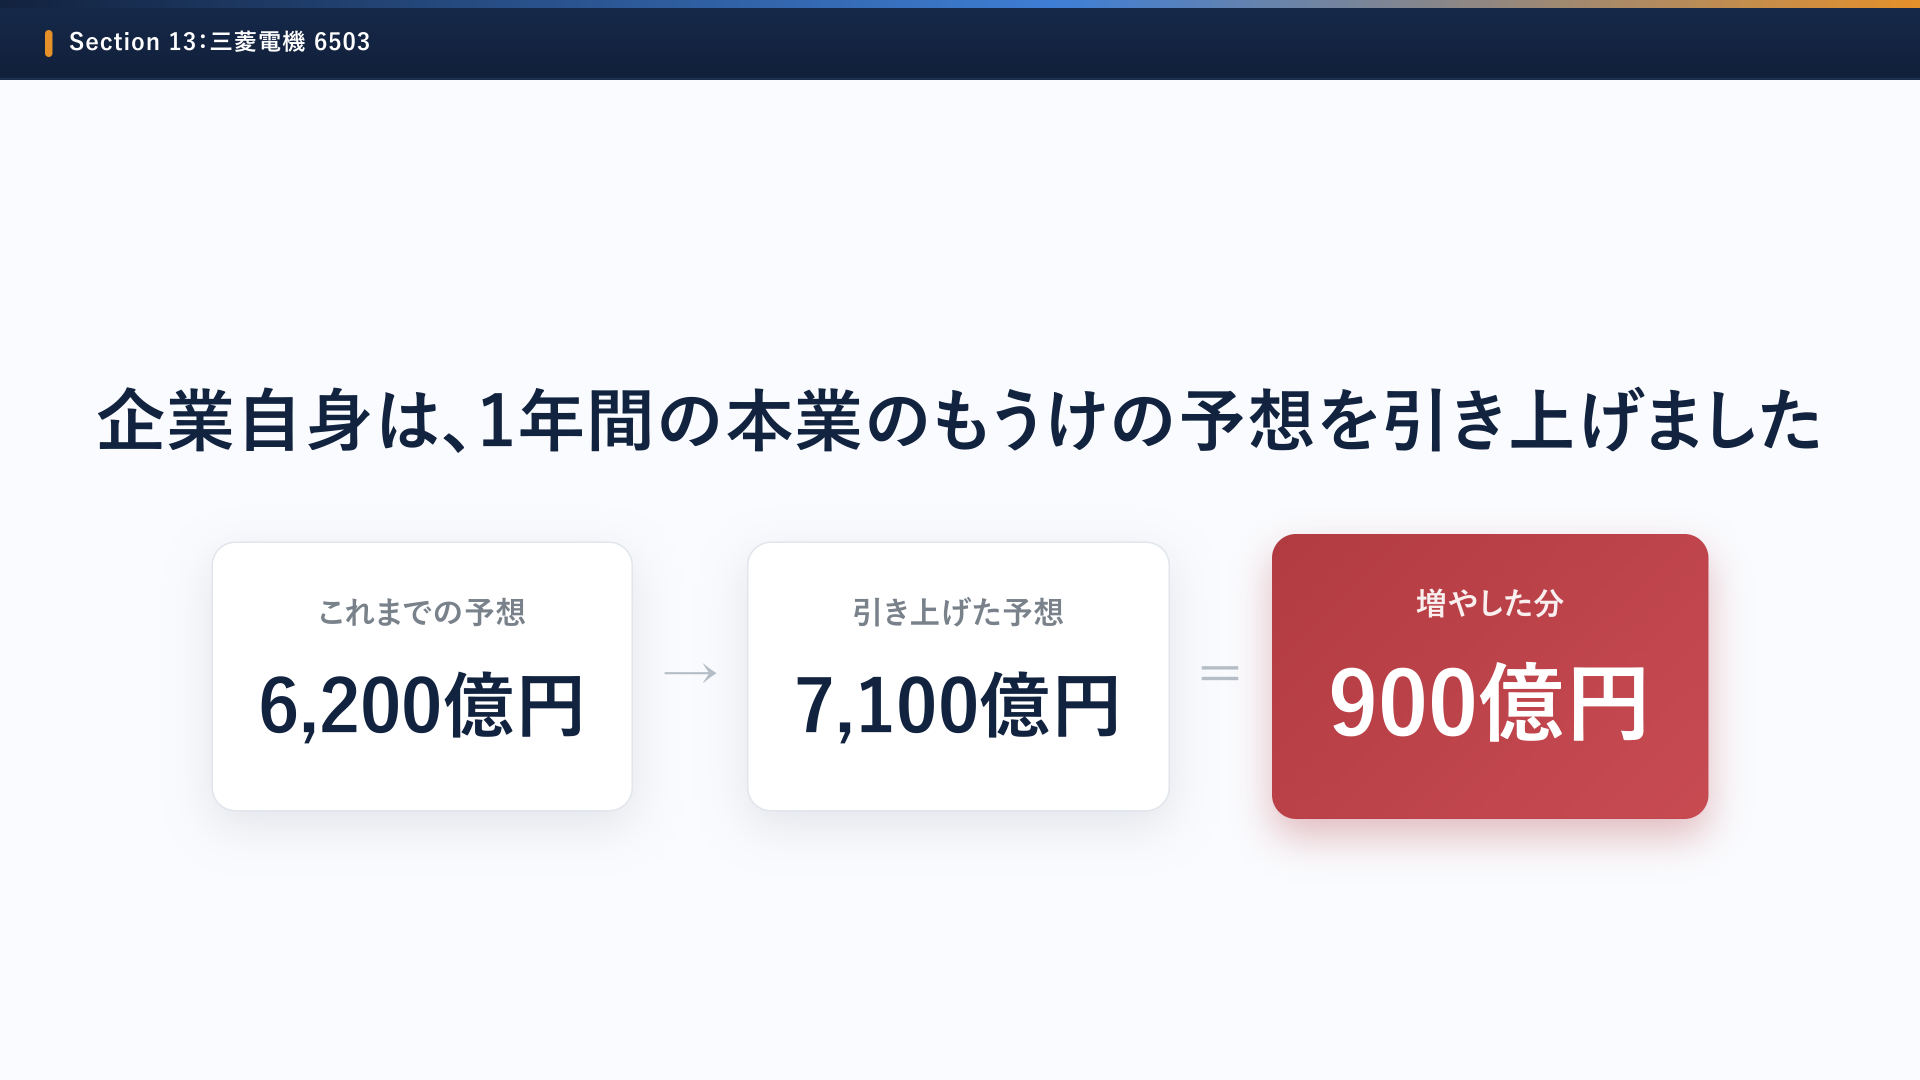 Section 13：三菱電機 6503
企業自身は、1年間の本業のもうけの予想を引き上げました
これまでの予想
6,200億円
→
引き上げた予想
7,100億円
＝
増やした分
900億円